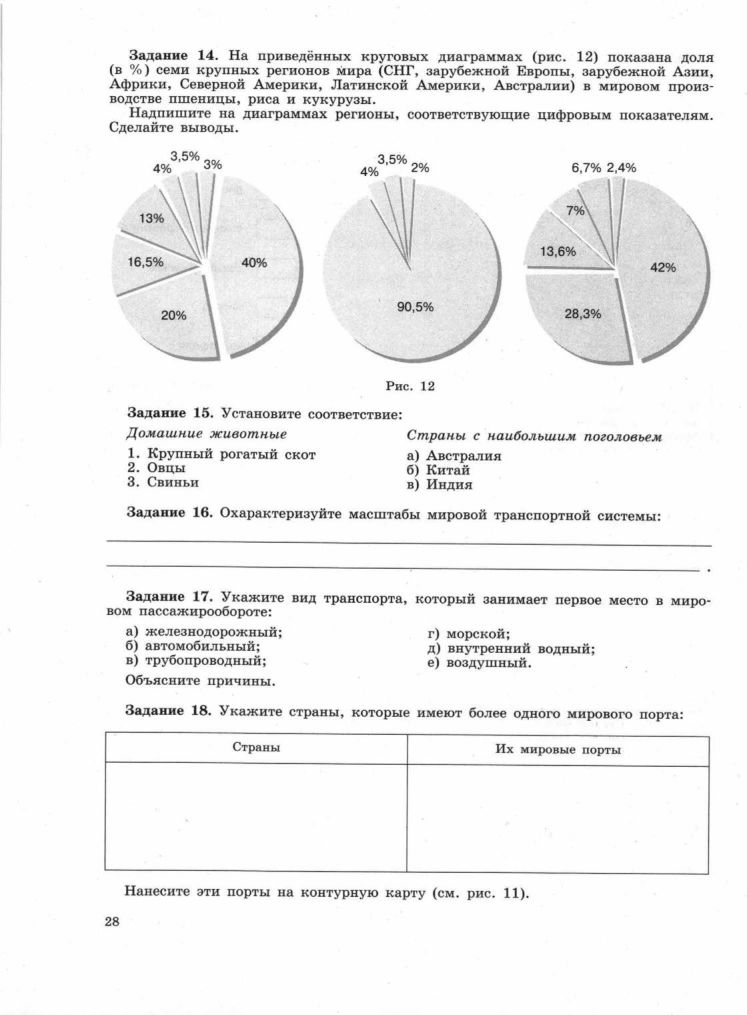 Задание 14. На приведённых круговых диаграммах (рис. 12) показана доля
(в %) семи крупных регионов мира (СНГ, зарубежной Европы, зарубежной Азии,
Африки, Северной Америки, Латинской Америки, Австралии) в мировом произ-
водстве пшеницы, риса и кукурузы.
Надпишите на диаграммах регионы, соответствующие цифровым показателям.
Сделайте выводы.
4% 3,5% 3%
13%
16,5%
40%
20%
4% 3,5% 2%
90,5%
6,7% 2,4%
7%
13,6%
42%
28,3%
Рис. 12
Задание 15. Установите соответствие:
Домашние животные
1. Крупный рогатый скот
2. Овцы
3. Свиньи
Страны с наибольшим поголовьем
а) Австралия
б) Китай
в) Индия
Задание 16. Охарактеризуйте масштабы мировой транспортной системы:
Задание 17. Укажите вид транспорта, который занимает первое место в миро-
вом пассажирообороте:
а) железнодорожный;
б) автомобильный;
в) трубопроводный;
г) морской;
д) внутренний водный;
е) воздушный.
Объясните причины.
Задание 18. Укажите страны, которые имеют более одного мирового порта:
Страны
Их мировые порты
Нанесите эти порты на контурную карту (см. рис. 11).
28